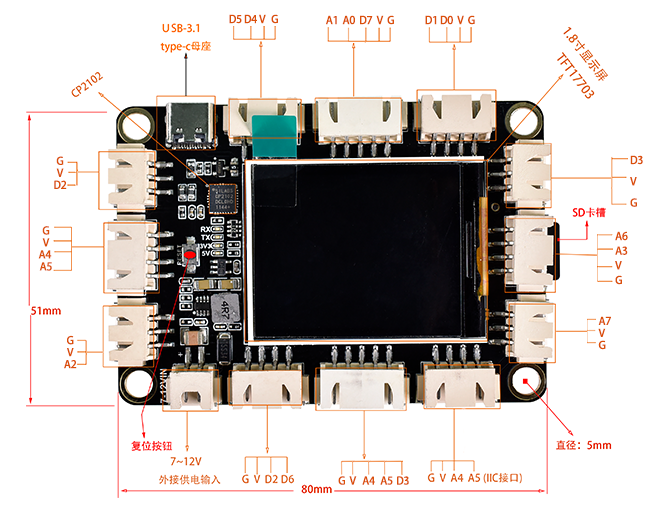 USB-3.1
type-c母座
D5 D4 V G
A1 A0 D7 V G
D1 D0 V G
1.8寸显示屏
TFT17703
CP2102
G
V
D2
D3
V
G
SD卡槽
G
V
A4
A5
A6
A3
V
G
RX
TX
3V3
5V
51mm
4R7
G
V
A2
A7
V
G
7-12VIN
复位按钮
7~12V
外接供电输入
G V D2 D6
G V A4 A5 D3
G V A4 A5 (IIC接口)
直径：5mm
80mm